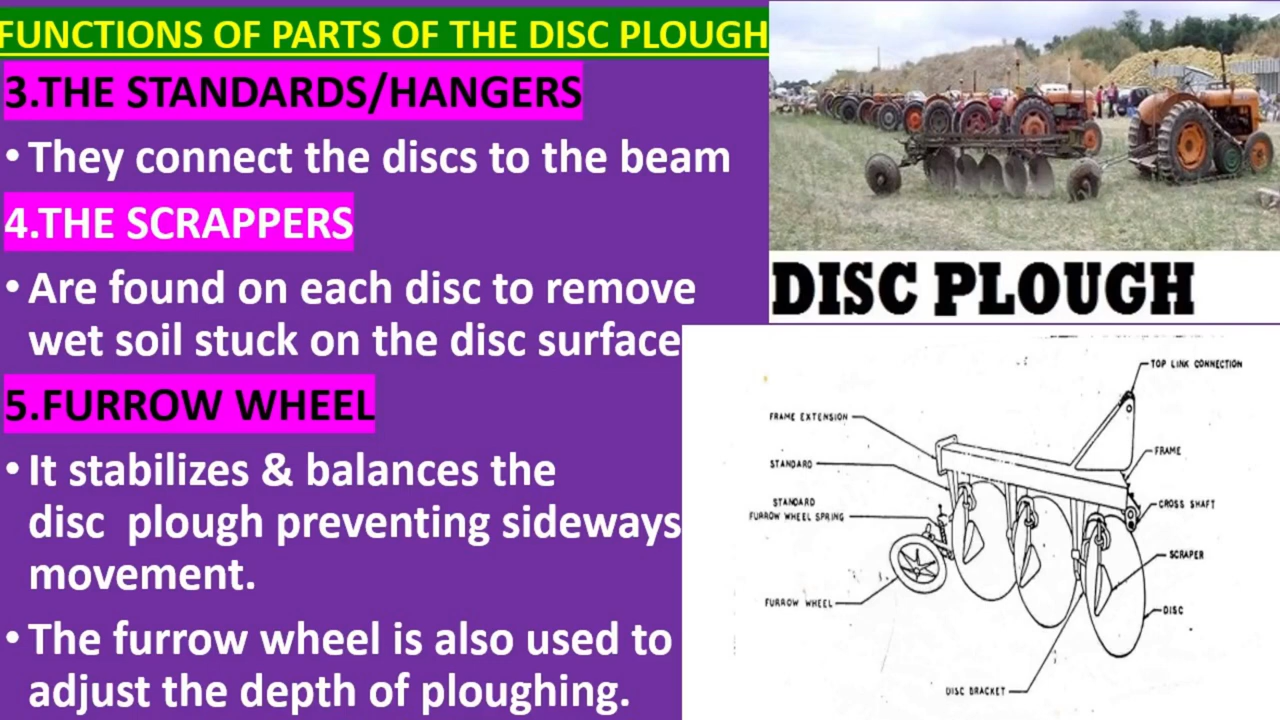 FUNCTIONS OF PARTS OF THE DISC PLOUGH
3.THE STANDARDS/HANGERS
• They connect the discs to the beam
4.THE SCRAPPERS
• Are found on each disc to remove
wet soil stuck on the disc surface
5.FURROW WHEEL
• It stabilizes & balances the
disc plough preventing sideways
movement.
• The furrow wheel is also used to
adjust the depth of ploughing.
DISC PLOUGH
TOP LINK CONNECTION
FRAME EXTENSION
FRAME
STANDARD
CROSS SHAFT
STANDARD
FURROW WHEEL SPRING
SCRAPER
FURROW WHEEL
DISC
DISC BRACKET